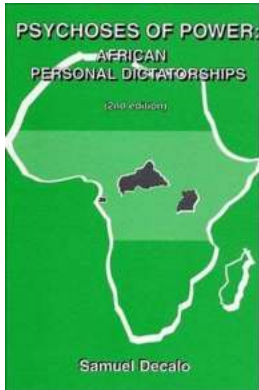 PSYCHOSES OF POWER:
AFRICAN
PERSONAL DICTATORSHIPS
(2nd edition)
Samuel Decalo